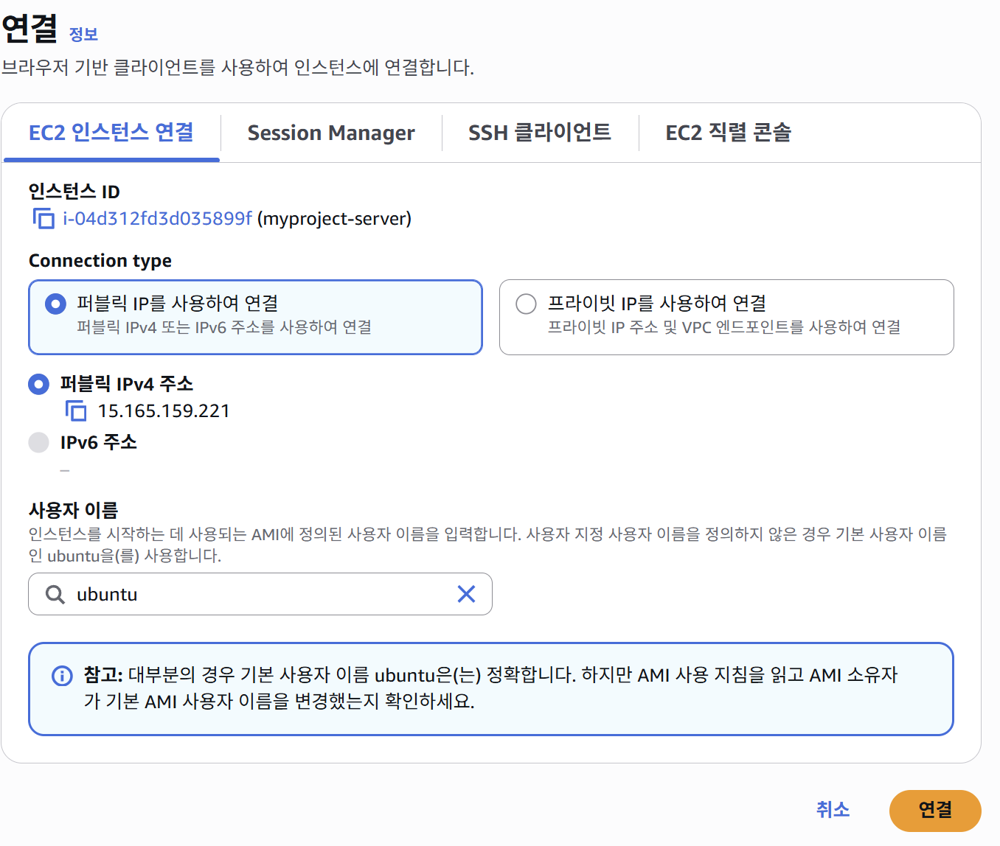 연결 정보
브라우저 기반 클라이언트를 사용하여 인스턴스에 연결합니다.
EC2 인스턴스 연결
Session Manager
SSH 클라이언트
EC2 직렬 콘솔
인스턴스 ID
i-04d312fd3d035899f (myproject-server)
Connection type
퍼블릭 IP를 사용하여 연결
퍼블릭 IPv4 또는 IPv6 주소를 사용하여 연결
프라이빗 IP를 사용하여 연결
프라이빗 IP 주소 및 VPC 엔드포인트를 사용하여 연결
퍼블릭 IPv4 주소
15.165.159.221
IPv6 주소
–
사용자 이름
인스턴스를 시작하는 데 사용되는 AMI에 정의된 사용자 이름을 입력합니다. 사용자 지정 사용자 이름을 정의하지 않은 경우 기본 사용자 이름
인 ubuntu을(를) 사용합니다.
ubuntu
참고: 대부분의 경우 기본 사용자 이름 ubuntu은(는) 정확합니다. 하지만 AMI 사용 지침을 읽고 AMI 소유자
가 기본 AMI 사용자 이름을 변경했는지 확인하세요.
취소
연결